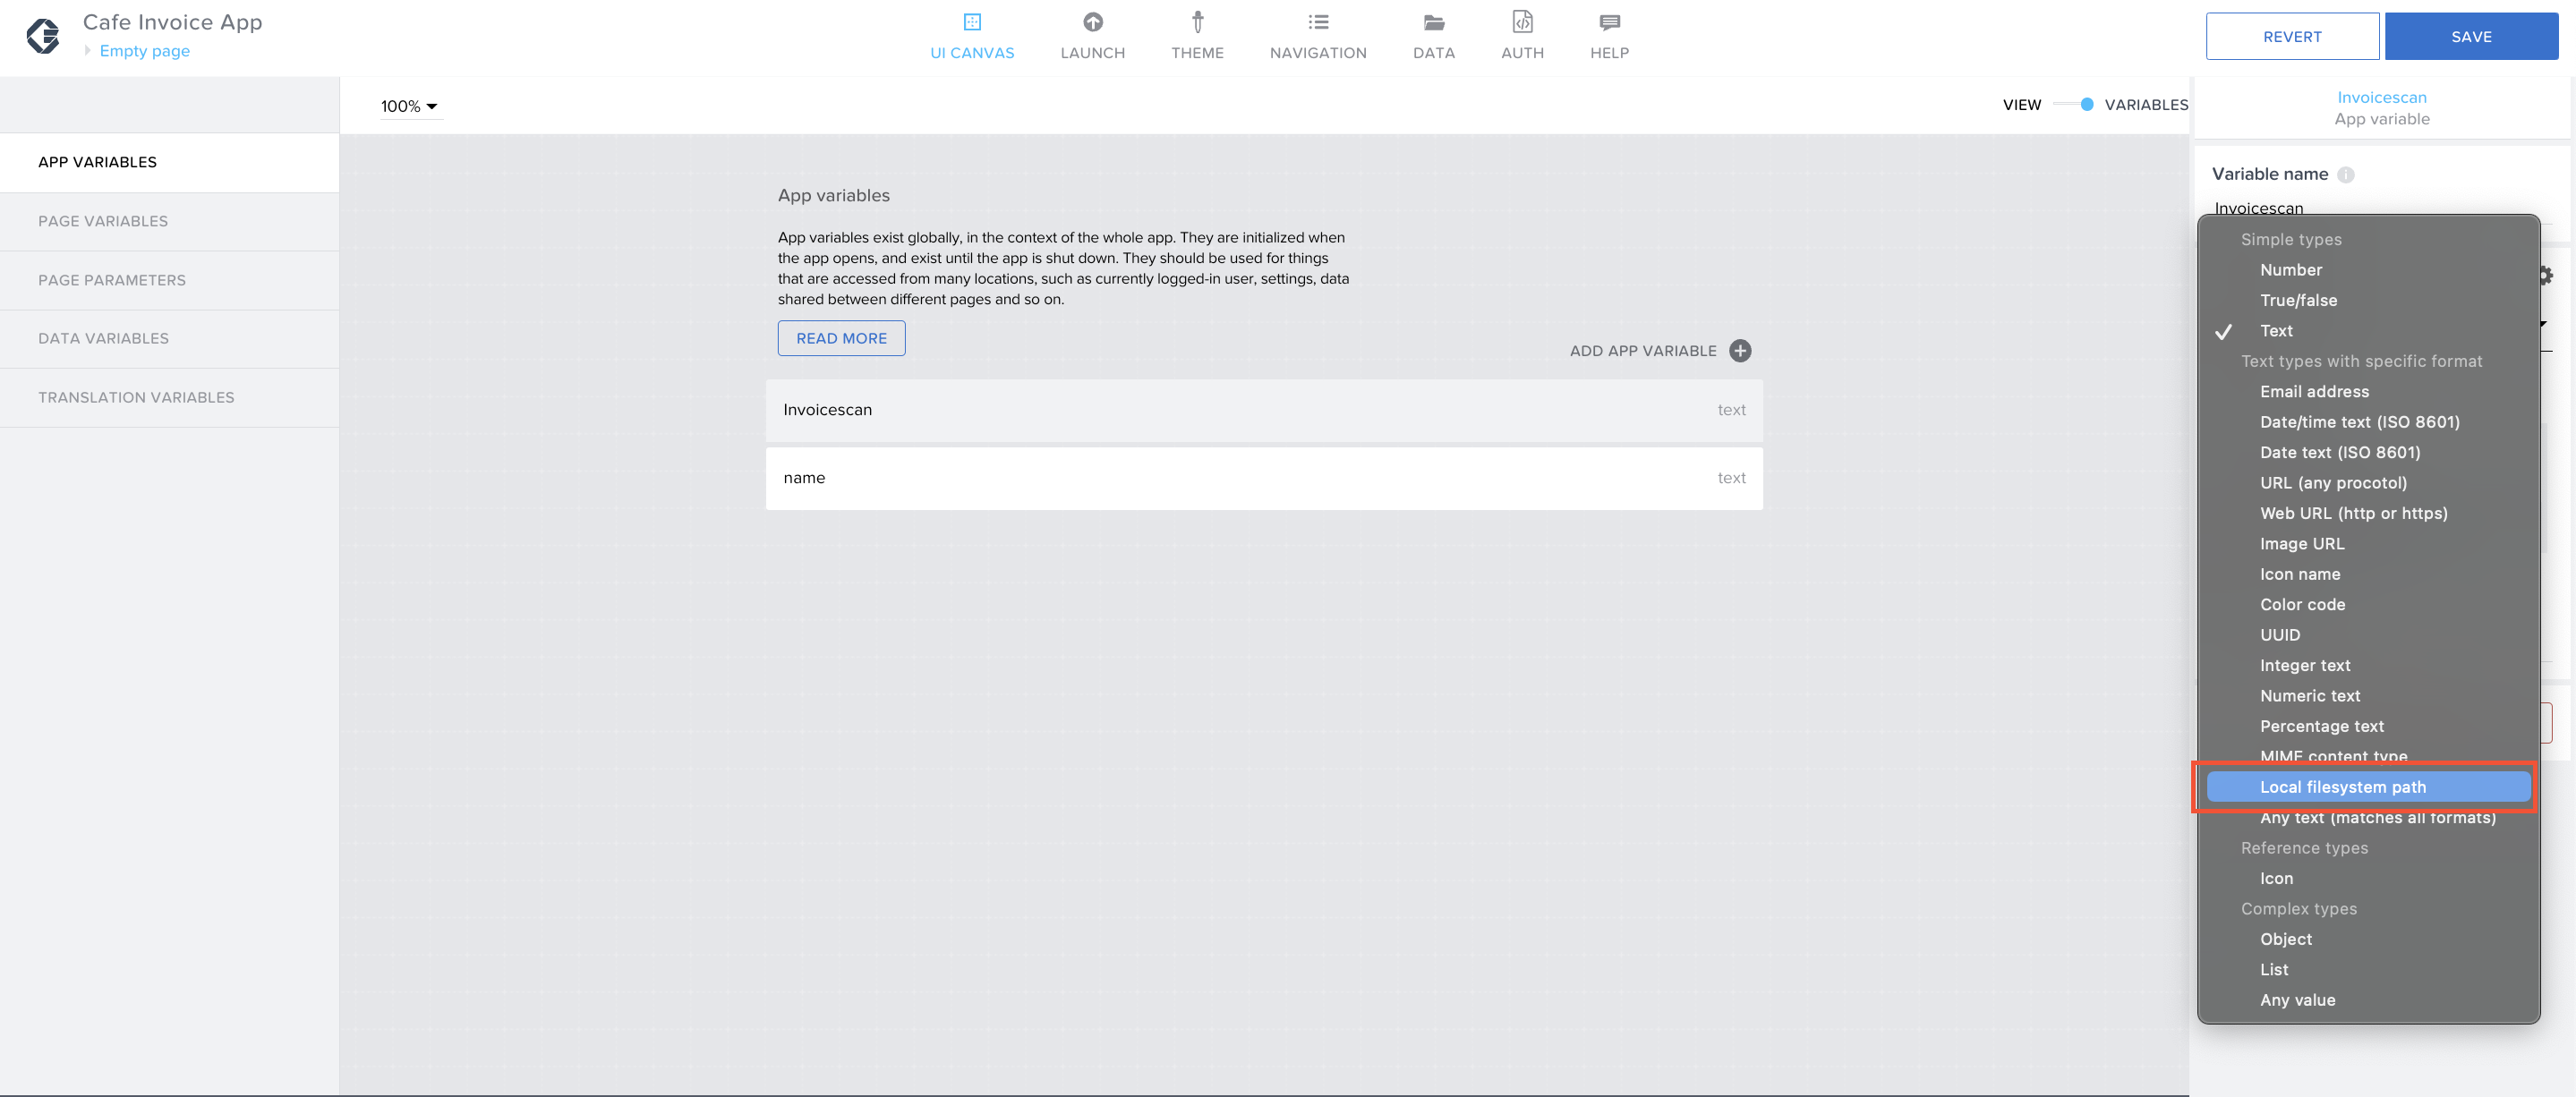 Cafe Invoice App
Empty page
UI CANVAS
LAUNCH
THEME
NAVIGATION
DATA
AUTH
HELP
REVERT
SAVE
APP VARIABLES
PAGE VARIABLES
PAGE PARAMETERS
DATA VARIABLES
TRANSLATION VARIABLES
100%
VIEW
VARIABLES
App variables
App variables exist globally, in the context of the whole app. They are initialized when
the app opens, and exist until the app is shut down. They should be used for things
that are accessed from many locations, such as currently logged-in user, settings, data
shared between different pages and so on.
READ MORE
ADD APP VARIABLE
Invoicescan text
name text
Invoicescan
App variable
Variable name
Invoicescan
Simple types
Number
True/false
Text
Text types with specific format
Email address
Date/time text (ISO 8601)
Date text (ISO 8601)
URL (any procotol)
Web URL (http or https)
Image URL
Icon name
Color code
UUID
Integer text
Numeric text
Percentage text
MIME content type
Local filesystem path
Any text (matches all formats)
Reference types
Icon
Complex types
Object
List
Any value